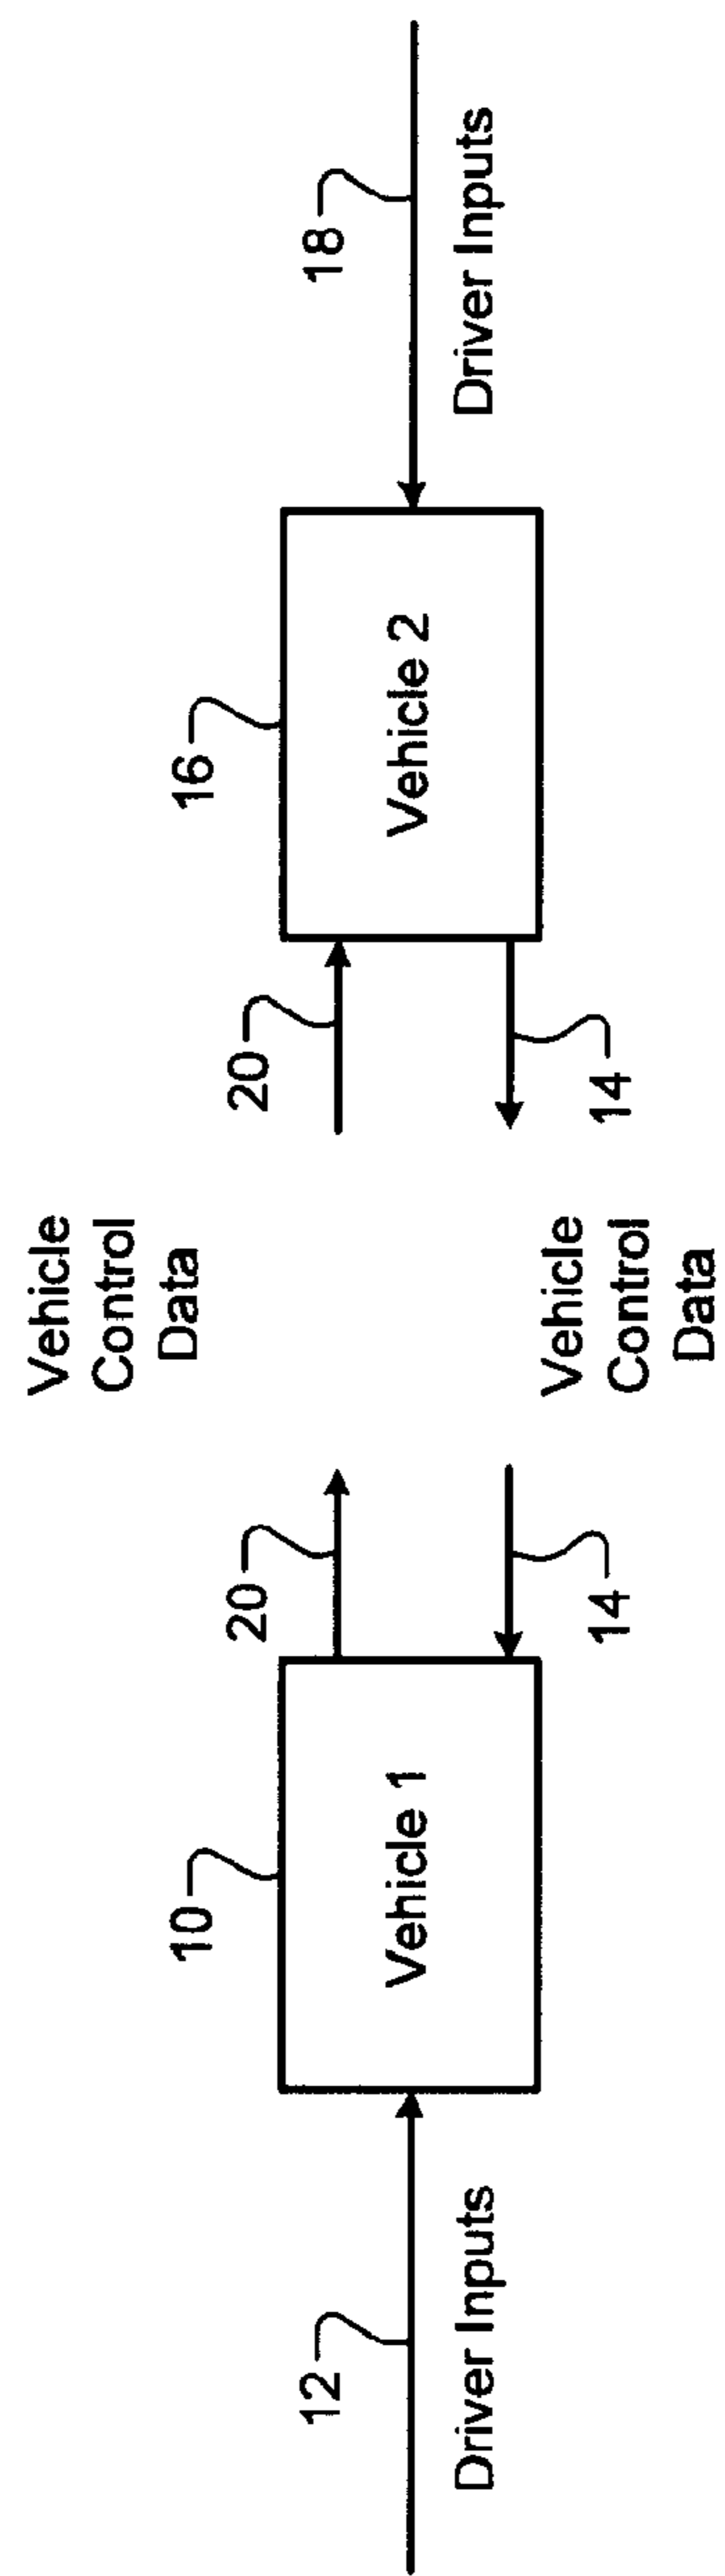 Vehicle
Control
Data
12
10
20
20
16
18
Driver Inputs
Vehicle 1
Vehicle 2
Driver Inputs
14
14
Vehicle
Control
Data